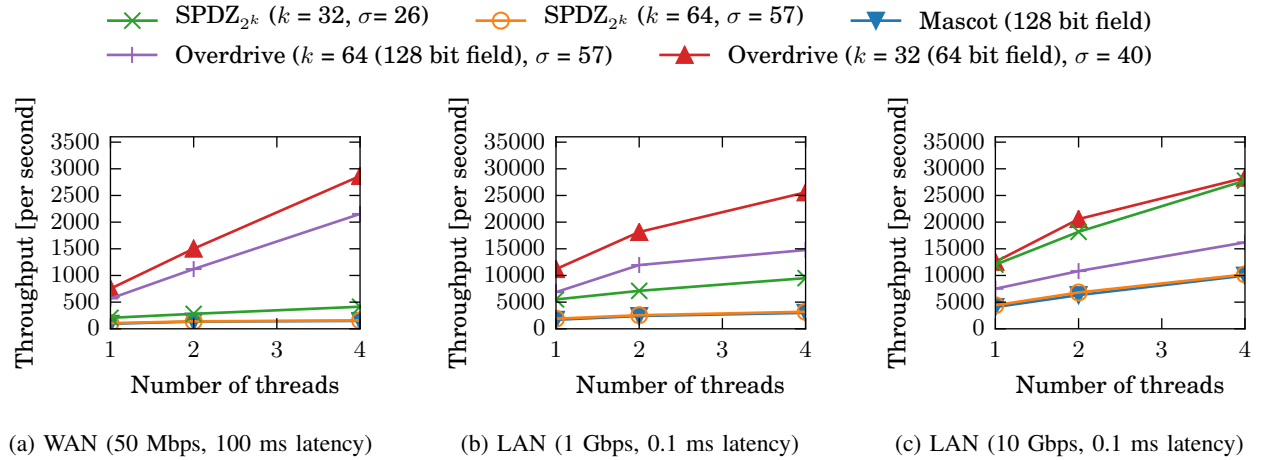 SPDZ₂ᵏ (k = 32, σ= 26) SPDZ₂ᵏ (k = 64, σ = 57) Mascot (128 bit field)
Overdrive (k = 64 (128 bit field), σ = 57) Overdrive (k = 32 (64 bit field), σ = 40)
Throughput [per second]
3500
3000
2500
2000
1500
1000
500
0
1 2 3 4
Number of threads
(a) WAN (50 Mbps, 100 ms latency)
Throughput [per second]
35000
30000
25000
20000
15000
10000
5000
0
1 2 3 4
Number of threads
(b) LAN (1 Gbps, 0.1 ms latency)
Throughput [per second]
35000
30000
25000
20000
15000
10000
5000
0
1 2 3 4
Number of threads
(c) LAN (10 Gbps, 0.1 ms latency)